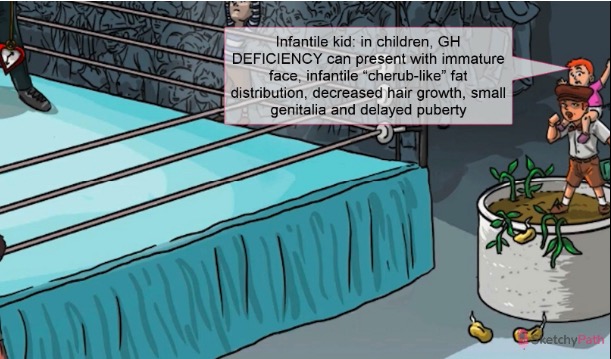 Infantile kid: in children, GH
DEFICIENCY can present with immature
face, infantile “cherub-like” fat
distribution, decreased hair growth, small
genitalia and delayed puberty
SketchyPath